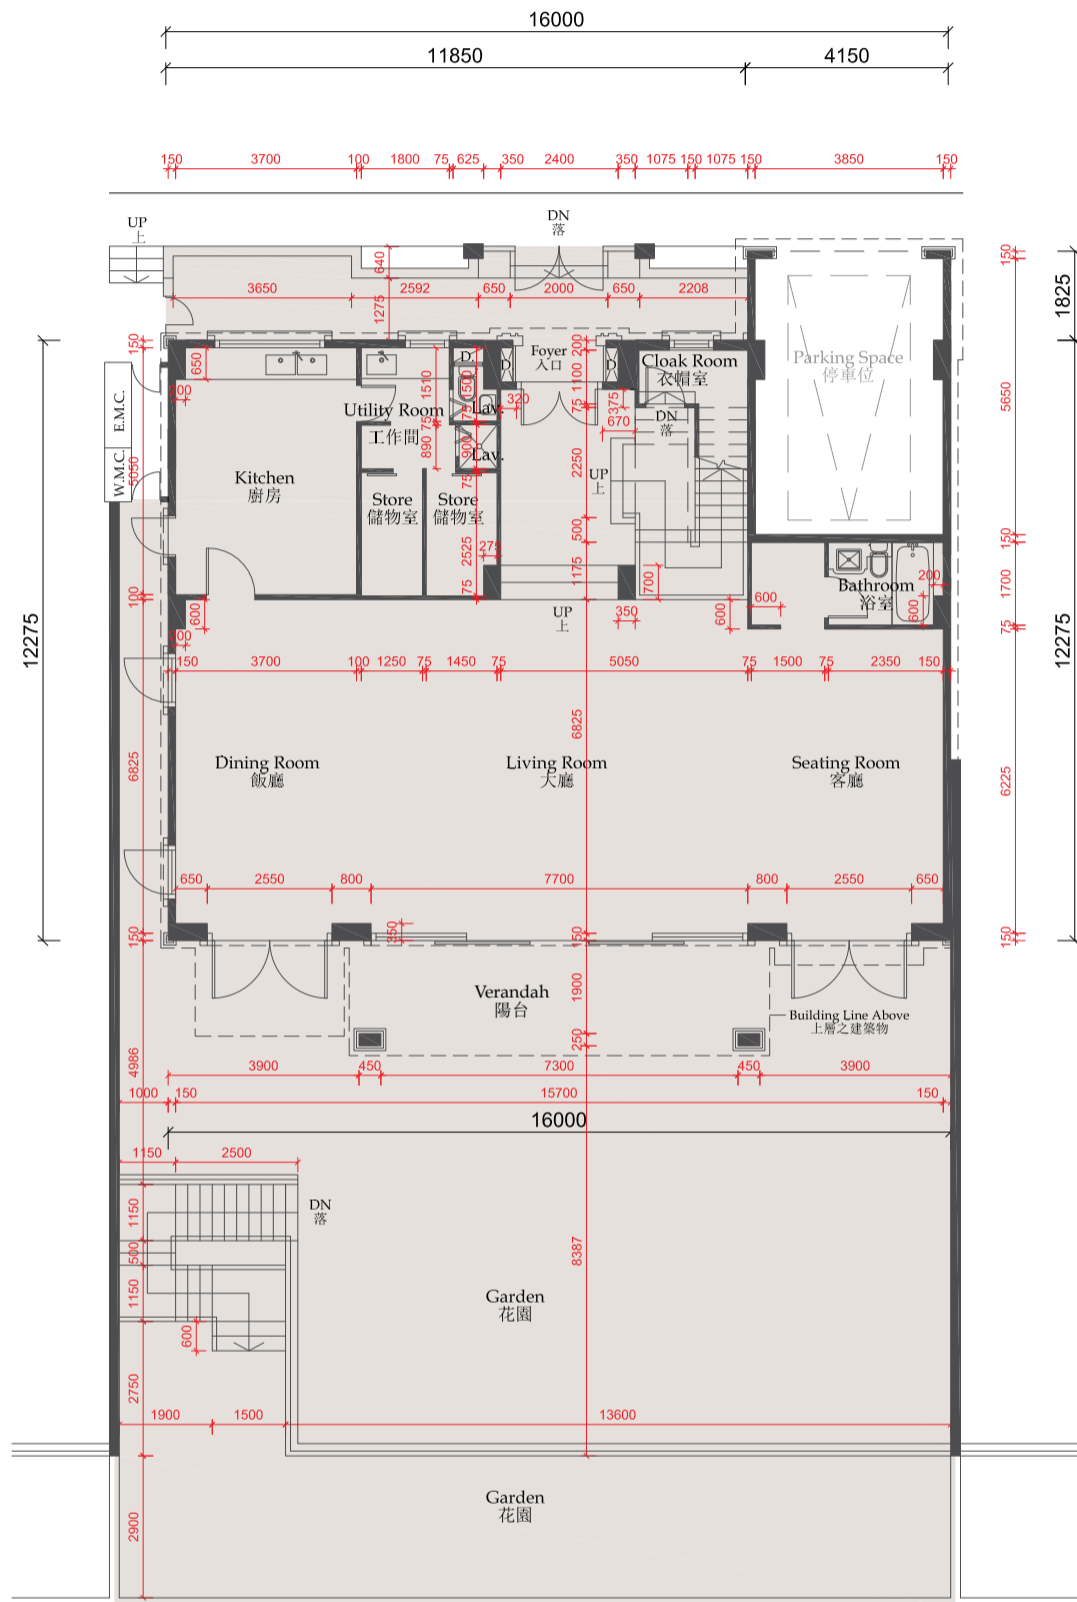 16000
11850 4150
150 3700 100 1800 75 625 350 2400 350 1075 150 1075 150 3850 150
UP
上
DN
落
640
1275
3650 2592 650 2000 650 2208
150
1825
150
650
200
E.M.C.
W.M.C.
5050
Kitchen
廚房
Utility Room
工作間
1510
75
890
D.
1500
Lav.
75
900
Lav.
75
Store
儲物室
Store
儲物室
2525
275
75
D
Foyer
入口
D
200
1100
75
320
375
670
2250
500
1175
Cloak Room
衣帽室
DN
落
UP
上
700
Parking Space
停車位
5650
150
1700
75
Bathroom
浴室
200
600
600
600
UP
上
350
100
600
300
12275
12275
150 3700 100 1250 75 1450 75 5050 75 1500 75 2350 150
6825
6825
6225
Dining Room
飯廳
Living Room
大廳
Seating Room
客廳
650 2550 800 7700 800 2550 650
150
350
150
150
Verandah
陽台
1900
250
Building Line Above
上層之建築物
4986
3900 450 7300 450 3900
1000 150 15700 150
16000
1150 2500
DN
落
1150
500
1150
600
8387
Garden
花園
2750
1900 1500 13600
Garden
花園
2900